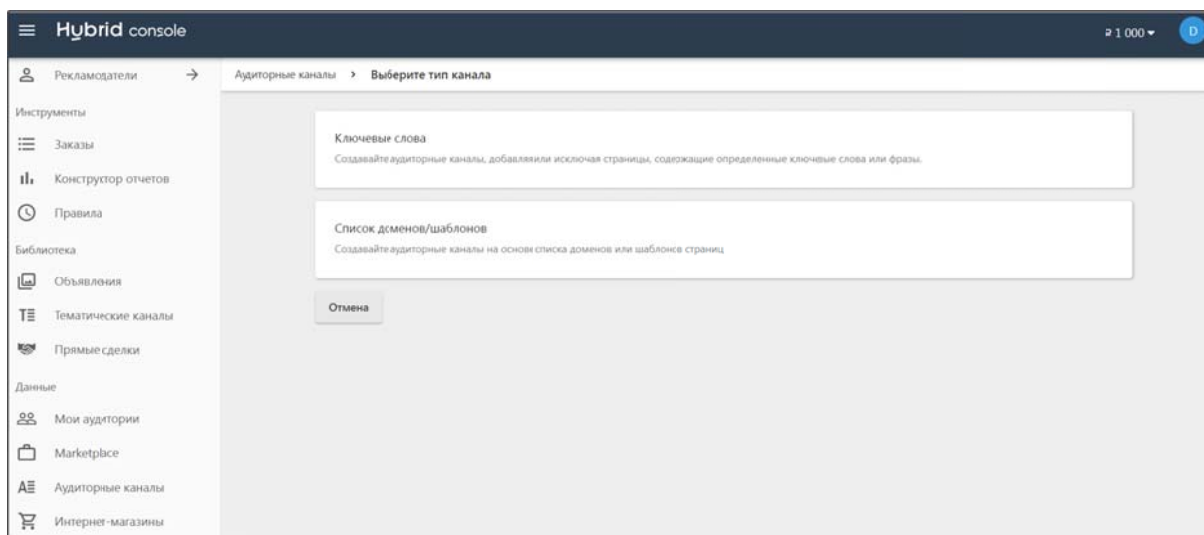 Hybrid console
₽ 1 000
D
Рекламодатели
Аудиторные каналы > Выберите тип канала
Инструменты
Заказы
Конструктор отчетов
Правила
Библиотека
Объявления
Тематические каналы
Прямые сделки
Данные
Мои аудитории
Marketplace
Аудиторные каналы
Интернет-магазины
Ключевые слова
Создавайте аудиторные каналы, добавляя или исключая страницы, содержащие определенные ключевые слова или фразы.
Список доменов/шаблонов
Создавайте аудиторные каналы на основе списка доменов или шаблонов страниц
Отмена